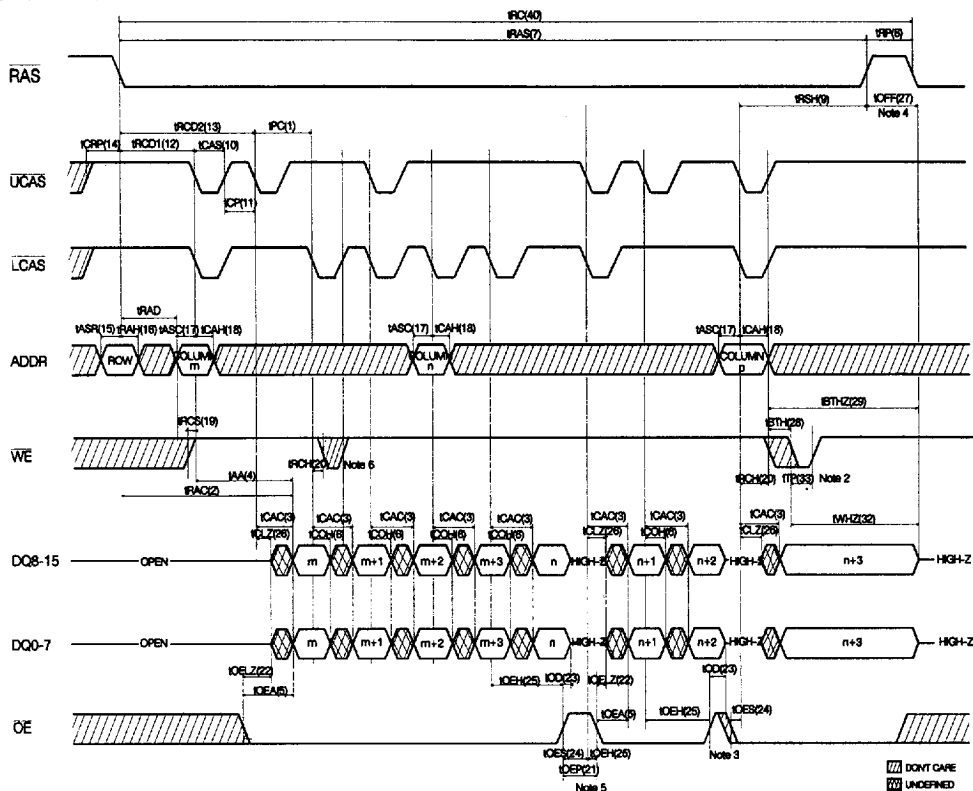 tRC(40)
tRAS(7) tRP(8)
RAS
tRSH(9) tOFF(27)
Note 4
tRCD2(13) tPC(1)
tCRP(14) tRCD1(12) tCAS(10)
UCAS
tCP(11)
LCAS
tRAD
tASR(15) tRAH(16) tASC(17) tCAH(18) tASC(17) tCAH(18) tASC(17) tCAH(18)
ADDR ROW COLUMN m COLUMN n COLUMN p
tBTHZ(29)
tRCS(19) tBTH(28)
WE
tRCH(20) Note 6 tRCH(20) tTP(33) Note 2
tAA(4)
tRAC(2)
tWHZ(32)
tCAC(3) tCAC(3) tCAC(3) tCAC(3) tCAC(3) tCAC(3) tCAC(3) tCAC(3)
tCLZ(26) tCOH(6) tCOH(6) tCOH(6) tCOH(6) tCLZ(26) tCOH(6) tCLZ(26)
DQ8-15 OPEN m m+1 m+2 m+3 n HIGH-Z n+1 n+2 HIGH-Z n+3 HIGH-Z
DQ0-7 OPEN m m+1 m+2 m+3 n HIGH-Z n+1 n+2 HIGH-Z n+3 HIGH-Z
tOELZ(22) tOD(23) tOD(23)
tOEH(25) tOELZ(22)
tOEA(5) tOEA(5) tOEH(25) tOES(24)
OE
tOES(24) tOEH(25) Note 3
tOEP(21)
Note 5
DON'T CARE
UNDEFINED